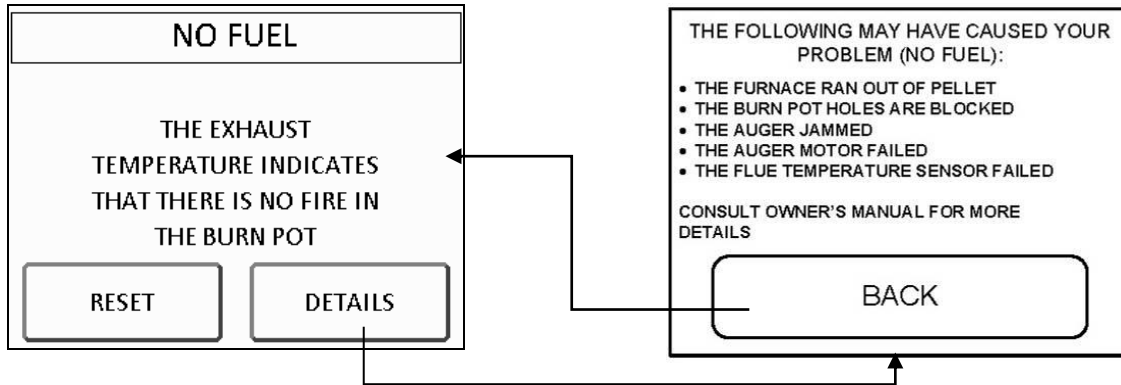 NO FUEL
THE EXHAUST
TEMPERATURE INDICATES
THAT THERE IS NO FIRE IN
THE BURN POT
RESET
DETAILS
THE FOLLOWING MAY HAVE CAUSED YOUR
PROBLEM (NO FUEL):
• THE FURNACE RAN OUT OF PELLET
• THE BURN POT HOLES ARE BLOCKED
• THE AUGER JAMMED
• THE AUGER MOTOR FAILED
• THE FLUE TEMPERATURE SENSOR FAILED
CONSULT OWNER'S MANUAL FOR MORE
DETAILS
BACK